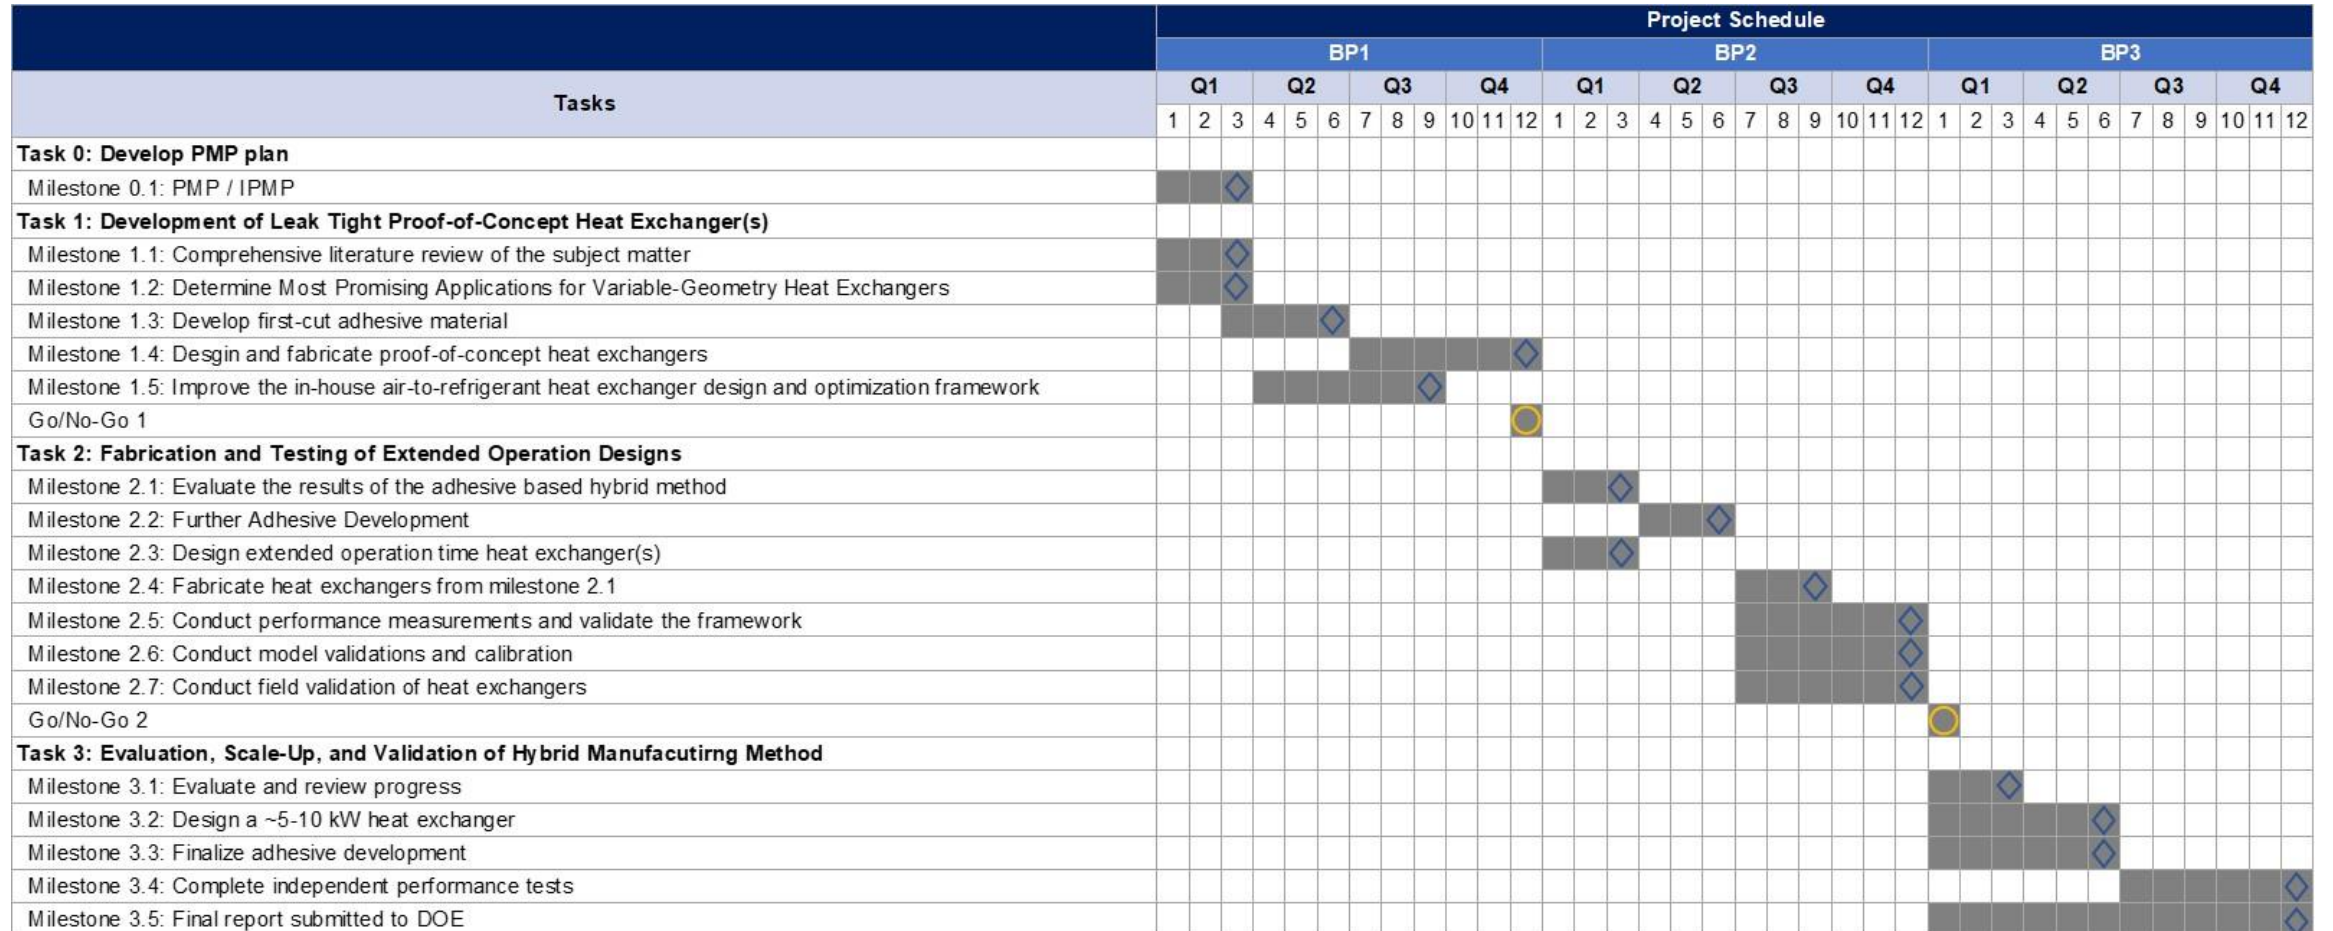 Project Schedule
BP1 BP2 BP3
Tasks
Q1 Q2 Q3 Q4 Q1 Q2 Q3 Q4 Q1 Q2 Q3 Q4
1 2 3 4 5 6 7 8 9 10 11 12 1 2 3 4 5 6 7 8 9 10 11 12 1 2 3 4 5 6 7 8 9 10 11 12
Task 0: Develop PMP plan
Milestone 0.1: PMP / IPMP
Task 1: Development of Leak Tight Proof-of-Concept Heat Exchanger(s)
Milestone 1.1: Comprehensive literature review of the subject matter
Milestone 1.2: Determine Most Promising Applications for Variable-Geometry Heat Exchangers
Milestone 1.3: Develop first-cut adhesive material
Milestone 1.4: Desgin and fabricate proof-of-concept heat exchangers
Milestone 1.5: Improve the in-house air-to-refrigerant heat exchanger design and optimization framework
Go/No-Go 1
Task 2: Fabrication and Testing of Extended Operation Designs
Milestone 2.1: Evaluate the results of the adhesive based hybrid method
Milestone 2.2: Further Adhesive Development
Milestone 2.3: Design extended operation time heat exchanger(s)
Milestone 2.4: Fabricate heat exchangers from milestone 2.1
Milestone 2.5: Conduct performance measurements and validate the framework
Milestone 2.6: Conduct model validations and calibration
Milestone 2.7: Conduct field validation of heat exchangers
Go/No-Go 2
Task 3: Evaluation, Scale-Up, and Validation of Hybrid Manufacutirng Method
Milestone 3.1: Evaluate and review progress
Milestone 3.2: Design a ~5-10 kW heat exchanger
Milestone 3.3: Finalize adhesive development
Milestone 3.4: Complete independent performance tests
Milestone 3.5: Final report submitted to DOE